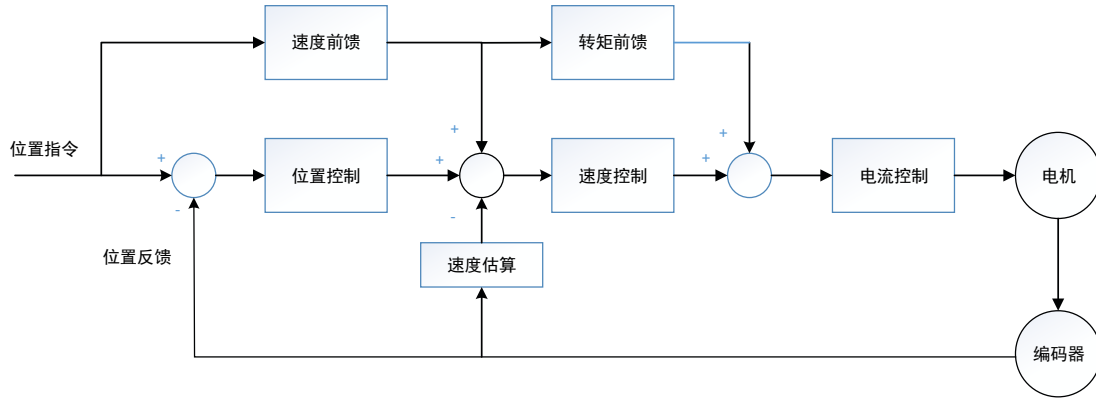 速度前馈
转矩前馈
位置指令
+
+
+
+
+
-
-
位置控制
速度控制
电流控制
电机
位置反馈
速度估算
编码器